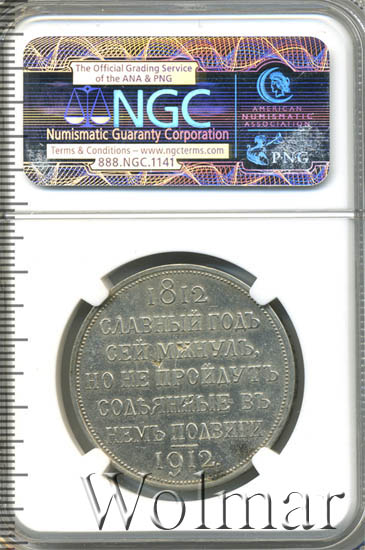 The Official Grading Service
of the ANA & PNG
NGC
Numismatic Guaranty Corporation
Terms & Conditions – www.ngcterms.com
888.NGC.1141
AMERICAN
NUMISMATIC
ASSOCIATION
PNG
1812
СЛАВНЫЙ ГОДЪ
СЕЙ МИНУЛЪ,
НО НЕ ПРОЙДУТЪ
СОДѢЯННЫЕ ВЪ
НЕМЪ ПОДВИГИ
1912
Wolmar